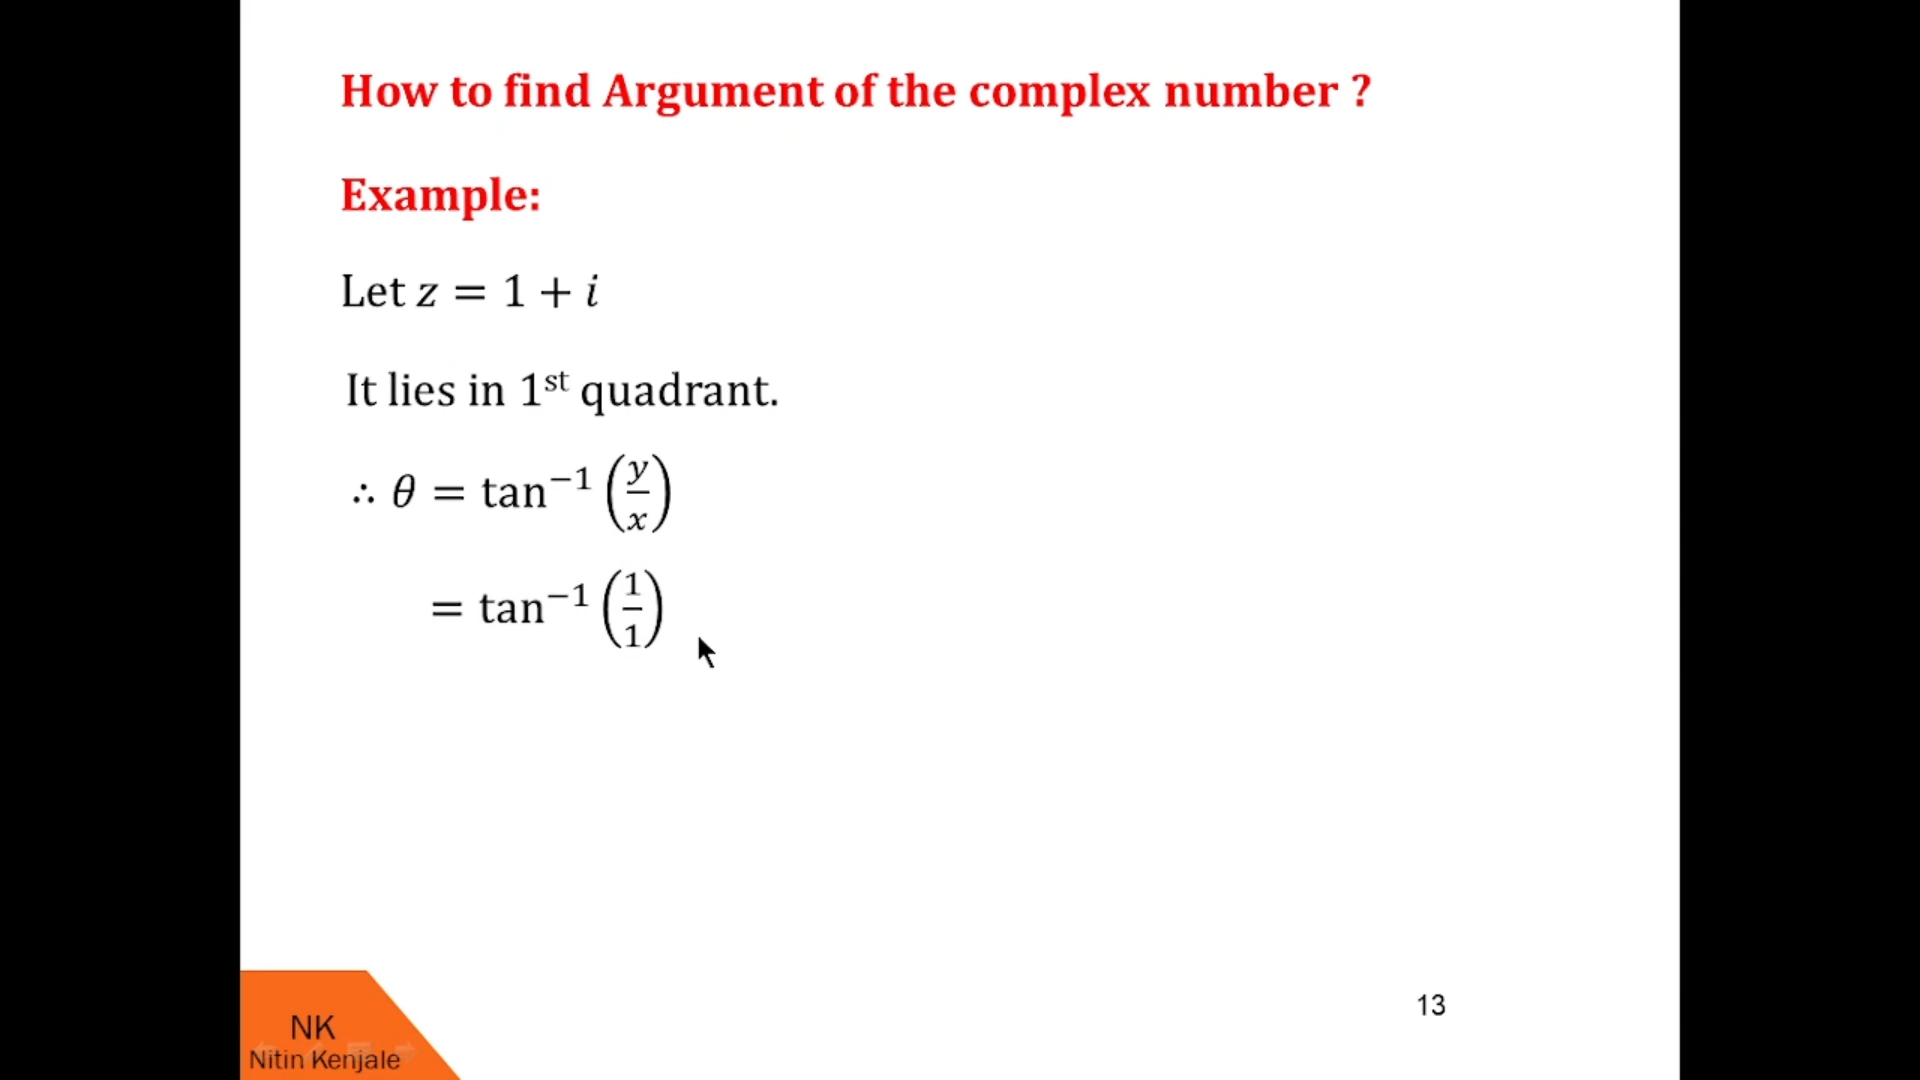 How to find Argument of the complex number ?
Example:
Let z = 1 + i
It lies in 1ˢᵗ quadrant.
∴ θ = tan⁻¹ (y/x)
= tan⁻¹ (1/1)
13
NK
Nitin Kenjale